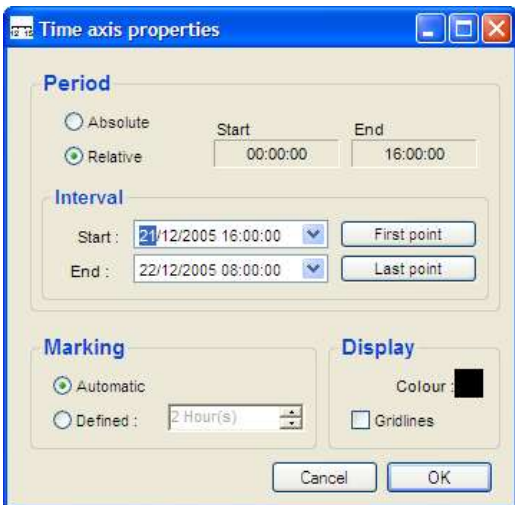 Time axis properties
Period
Absolute
Start End
Relative 00:00:00 16:00:00
Interval
Start : 21/12/2005 16:00:00 First point
End : 22/12/2005 08:00:00 Last point
Marking
Automatic
Defined : 2 Hour(s)
Display
Colour :
Gridlines
Cancel OK